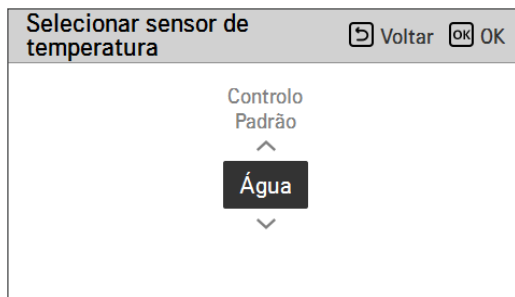 Selecionar sensor de
temperatura
Voltar OK OK
Controlo
Padrão
Água